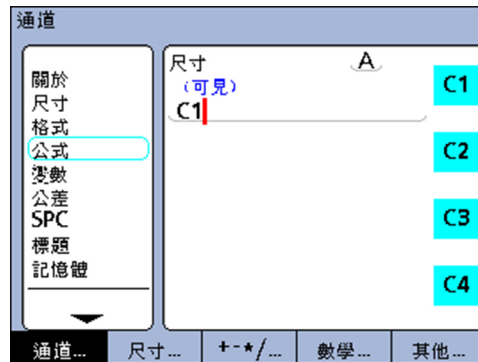 通道
關於
尺寸
格式
公式
變數
公差
SPC
標題
記憶體
尺寸 A
(可見)
C1
C1
C2
C3
C4
通道... 尺寸... +-*/... 數學... 其他...